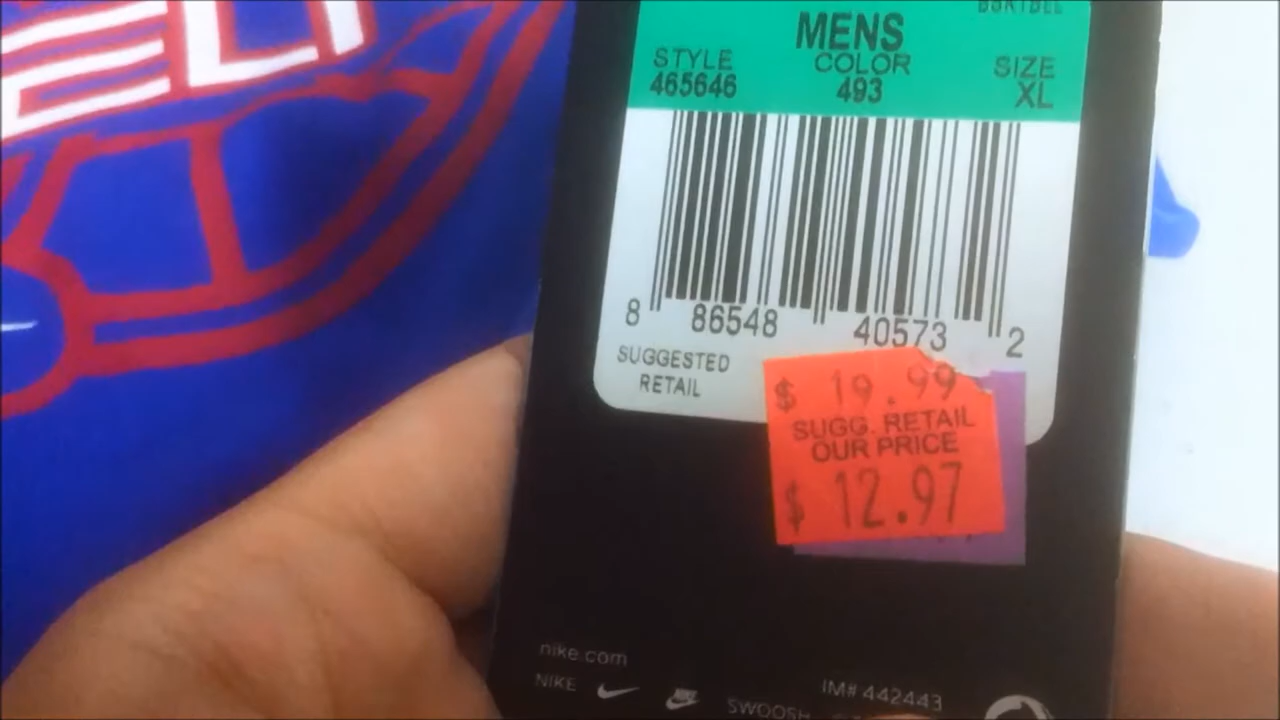 MENS
STYLE COLOR SIZE
465646 493 XL
8 86548 40573 2
SUGGESTED
RETAIL
$ 19.99
SUGG. RETAIL
OUR PRICE
$ 12.97
nike.com
NIKE SWOOSH
IM# 442443